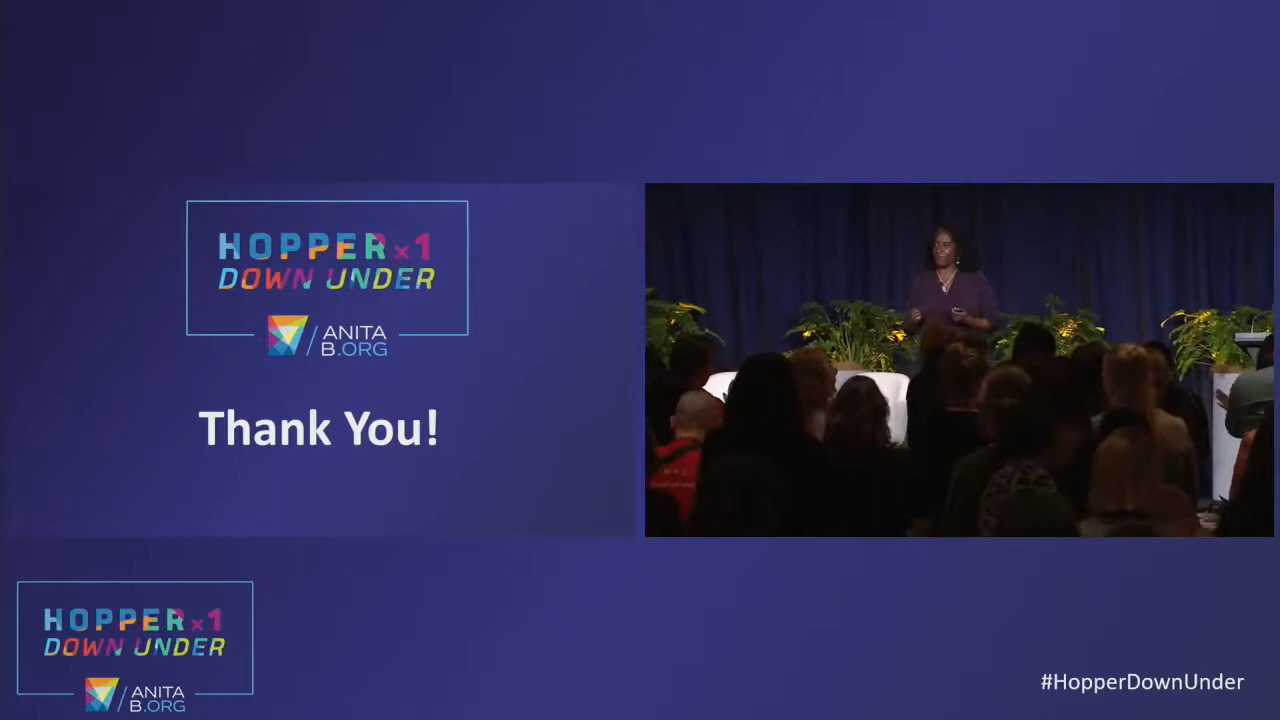 HOPPER x1
DOWN UNDER
ANITA
B.ORG
Thank You!
HOPPER x1
DOWN UNDER
ANITA
B.ORG
#HopperDownUnder